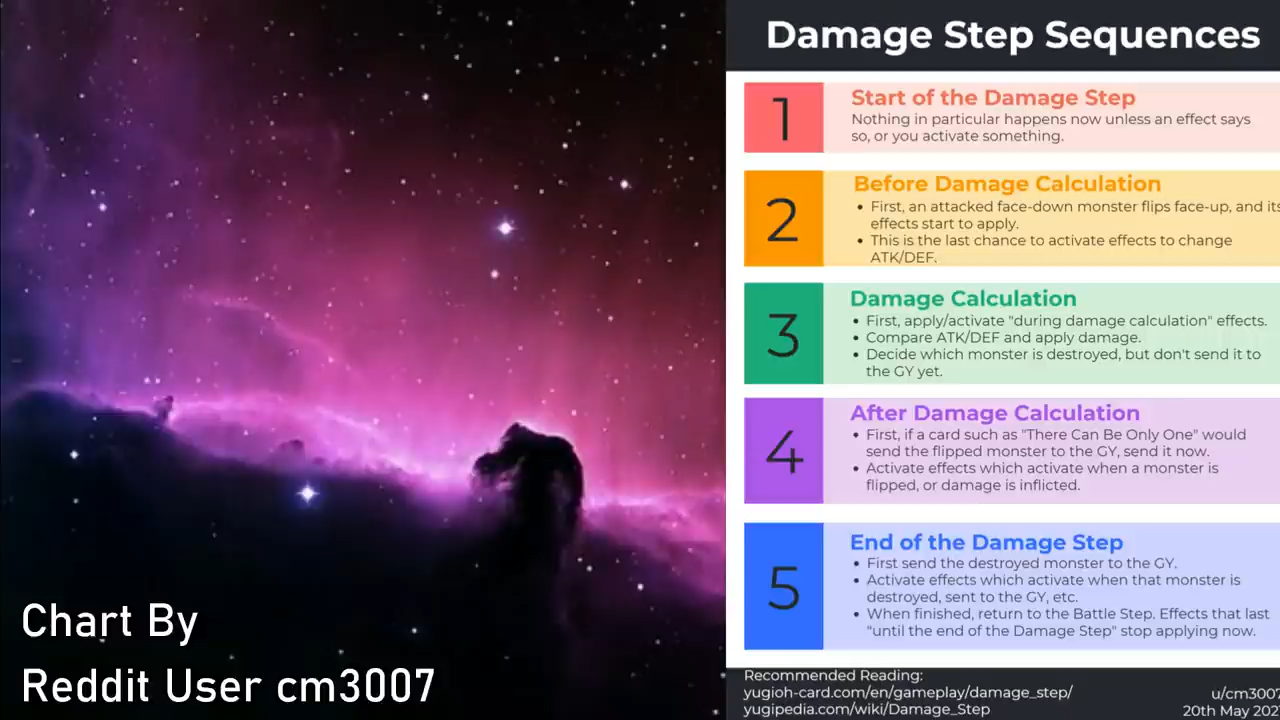 Damage Step Sequences
1
Start of the Damage Step
Nothing in particular happens now unless an effect says
so, or you activate something.
2
Before Damage Calculation
• First, an attacked face-down monster flips face-up, and its
effects start to apply.
• This is the last chance to activate effects to change
ATK/DEF.
3
Damage Calculation
• First, apply/activate "during damage calculation" effects.
• Compare ATK/DEF and apply damage.
• Decide which monster is destroyed, but don't send it to
the GY yet.
4
After Damage Calculation
• First, if a card such as "There Can Be Only One" would
send the flipped monster to the GY, send it now.
• Activate effects which activate when a monster is
flipped, or damage is inflicted.
5
End of the Damage Step
• First send the destroyed monster to the GY.
• Activate effects which activate when that monster is
destroyed, sent to the GY, etc.
• When finished, return to the Battle Step. Effects that last
"until the end of the Damage Step" stop applying now.
Recommended Reading:
yugioh-card.com/en/gameplay/damage_step/
yugipedia.com/wiki/Damage_Step
u/cm3007
20th May
Chart By
Reddit User cm3007